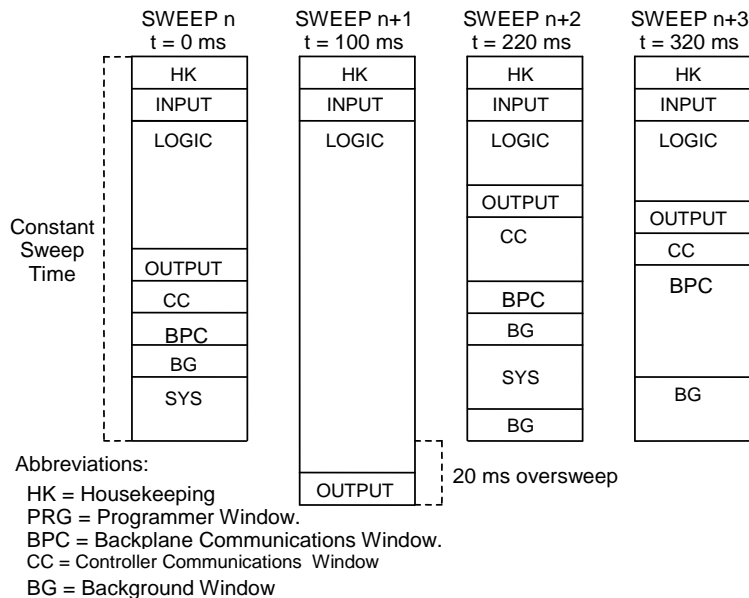 SWEEP n
t = 0 ms
SWEEP n+1
t = 100 ms
SWEEP n+2
t = 220 ms
SWEEP n+3
t = 320 ms
Constant
Sweep
Time
HK
INPUT
LOGIC
OUTPUT
CC
BPC
BG
SYS
HK
INPUT
LOGIC
OUTPUT
20 ms oversweep
HK
INPUT
LOGIC
OUTPUT
CC
BPC
BG
SYS
BG
HK
INPUT
LOGIC
OUTPUT
CC
BPC
BG
Abbreviations:
HK = Housekeeping
PRG = Programmer Window.
BPC = Backplane Communications Window.
CC = Controller Communications Window
BG = Background Window